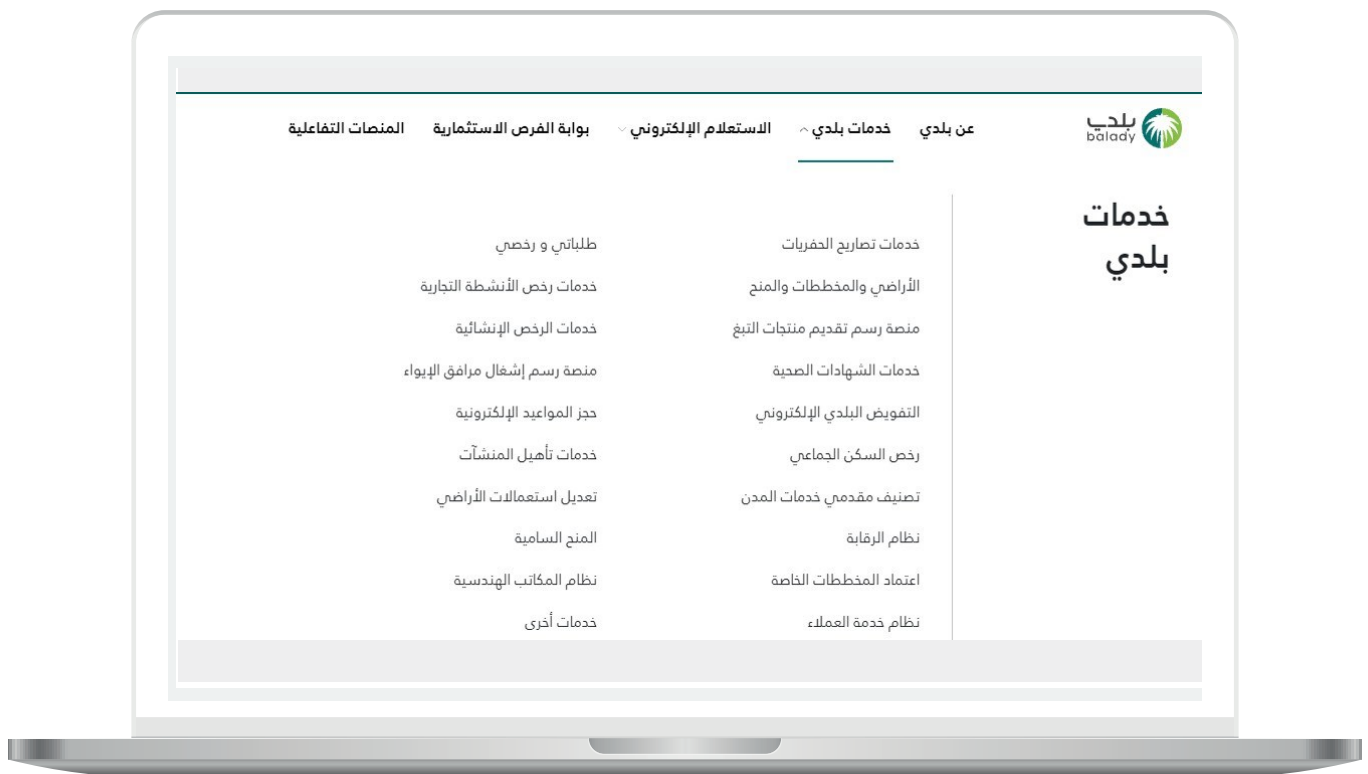 بلدي
balady
عن بلدي
خدمات بلدي
الاستعلام الإلكتروني
بوابة الفرص الاستثمارية
المنصات التفاعلية
خدمات
بلدي
خدمات تصاريح الحفريات
الأراضي والمخططات والمنح
منصة رسم تقديم منتجات التبغ
خدمات الشهادات الصحية
التفويض البلدي الإلكتروني
رخص السكن الجماعي
تصنيف مقدمي خدمات المدن
نظام الرقابة
اعتماد المخططات الخاصة
نظام خدمة العملاء
طلباتي و رخصي
خدمات رخص الأنشطة التجارية
خدمات الرخص الإنشائية
منصة رسم إشغال مرافق الإيواء
حجز المواعيد الإلكترونية
خدمات تأهيل المنشآت
تعديل استعمالات الأراضي
المنح السامية
نظام المكاتب الهندسية
خدمات أخرى